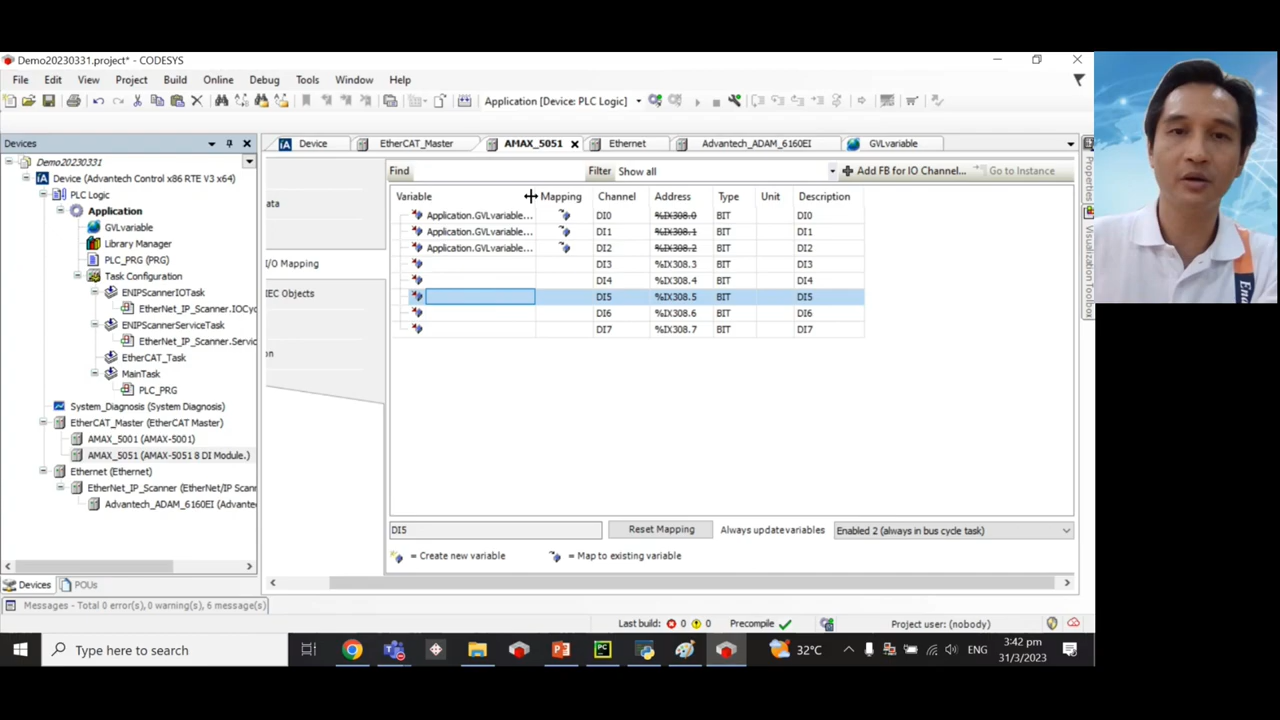 Demo20230331.project* - CODESYS
File Edit View Project Build Online Debug Tools Window Help
Application [Device: PLC Logic]
Devices
Device EtherCAT_Master AMAX_5051 Ethernet Advantech_ADAM_6160EI GVLvariable
Demo20230331
Device (Advantech Control x86 RTE V3 x64)
PLC Logic
Application
GVLvariable
Library Manager
PLC_PRG (PRG)
Task Configuration
ENIPScannerIOTask
EtherNet_IP_Scanner.IOCyc
ENIPScannerServiceTask
EtherNet_IP_Scanner.Servic
EtherCAT_Task
MainTask
PLC_PRG
System_Diagnosis (System Diagnosis)
EtherCAT_Master (EtherCAT Master)
AMAX_5001 (AMAX-5001)
AMAX_5051 (AMAX-5051 8 DI Module.)
Ethernet (Ethernet)
EtherNet_IP_Scanner (EtherNet/IP Scann
Advantech_ADAM_6160EI (Advante
Devices POUs
ata
I/O Mapping
IEC Objects
on
Find Filter Show all Add FB for IO Channel... Go to Instance
Variable Mapping Channel Address Type Unit Description
Application.GVLvariable... DI0 %IX308.0 BIT DI0
Application.GVLvariable... DI1 %IX308.1 BIT DI1
Application.GVLvariable... DI2 %IX308.2 BIT DI2
DI3 %IX308.3 BIT DI3
DI4 %IX308.4 BIT DI4
DI5 %IX308.5 BIT DI5
DI6 %IX308.6 BIT DI6
DI7 %IX308.7 BIT DI7
DI5 Reset Mapping Always update variables Enabled 2 (always in bus cycle task)
= Create new variable = Map to existing variable
Properties
Visualization Toolbox
Messages - Total 0 error(s), 0 warning(s), 6 message(s)
Last build: 0 0 Precompile Project user: (nobody)
Type here to search
32°C ENG 3:42 pm
31/3/2023